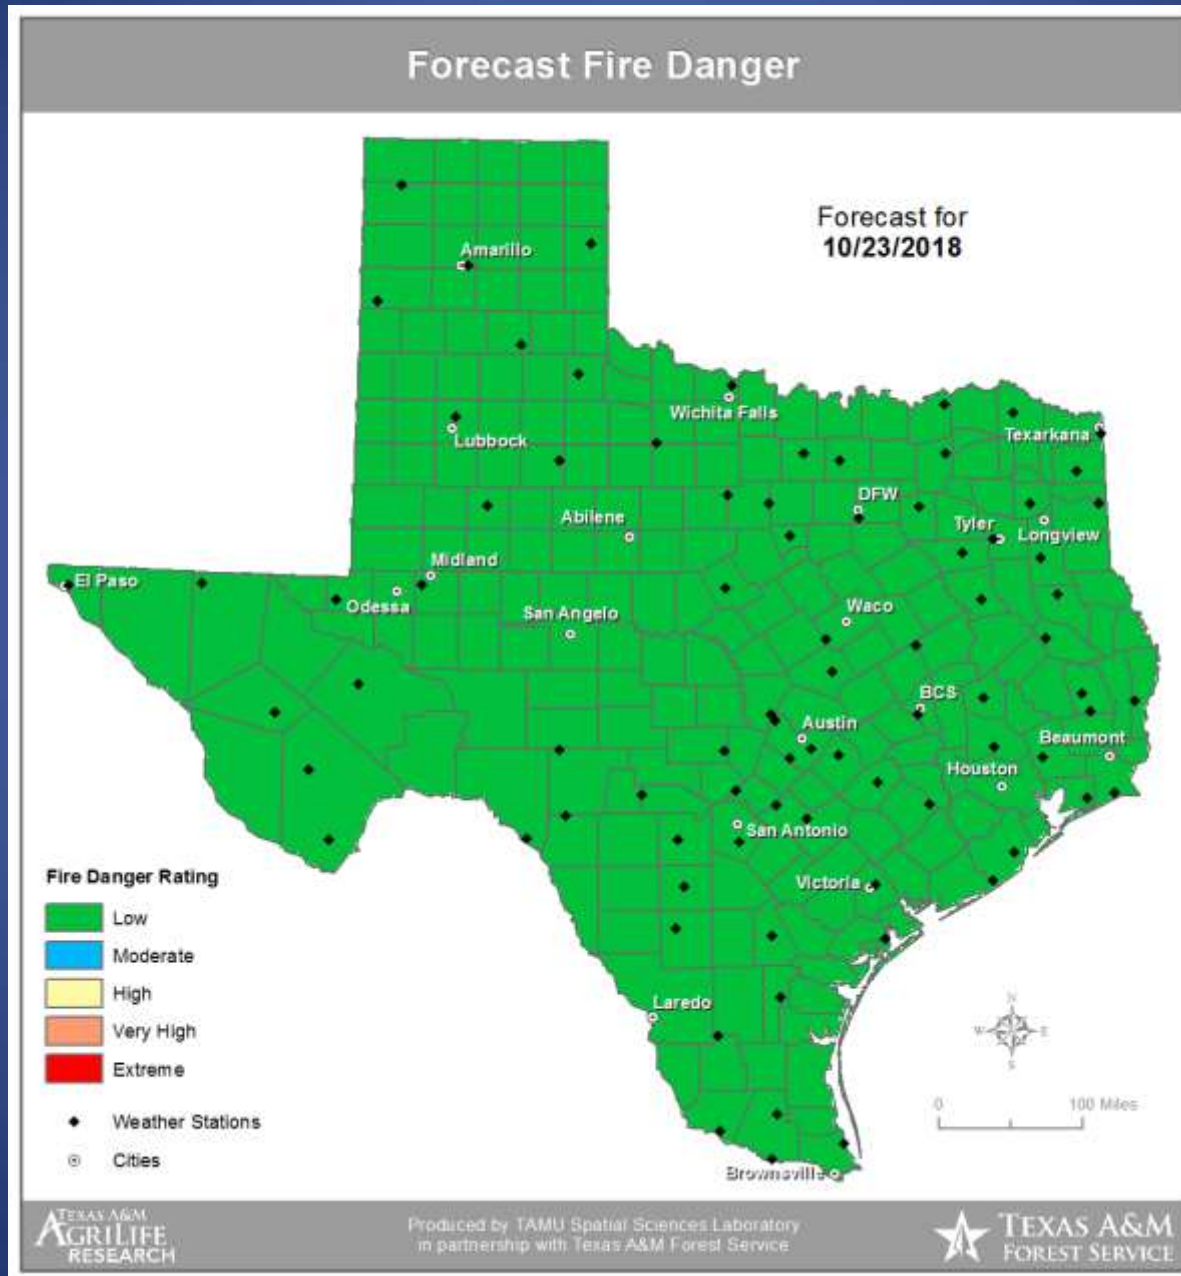 Forecast Fire Danger
Forecast for
10/23/2018
Amarillo
Wichita Falls
Lubbock
Texarkana
DFW
Abilene
Tyler
Longview
Midland
El Paso
Odessa
San Angelo
Waco
BCS
Austin
Beaumont
Houston
San Antonio
Victoria
Laredo
Brownsville
Fire Danger Rating
Low
Moderate
High
Very High
Extreme
Weather Stations
Cities
N
W E
S
0 100 Miles
TEXAS A&M
AGRILIFE
RESEARCH
Produced by TAMU Spatial Sciences Laboratory
in partnership with Texas A&M Forest Service
TEXAS A&M
FOREST SERVICE